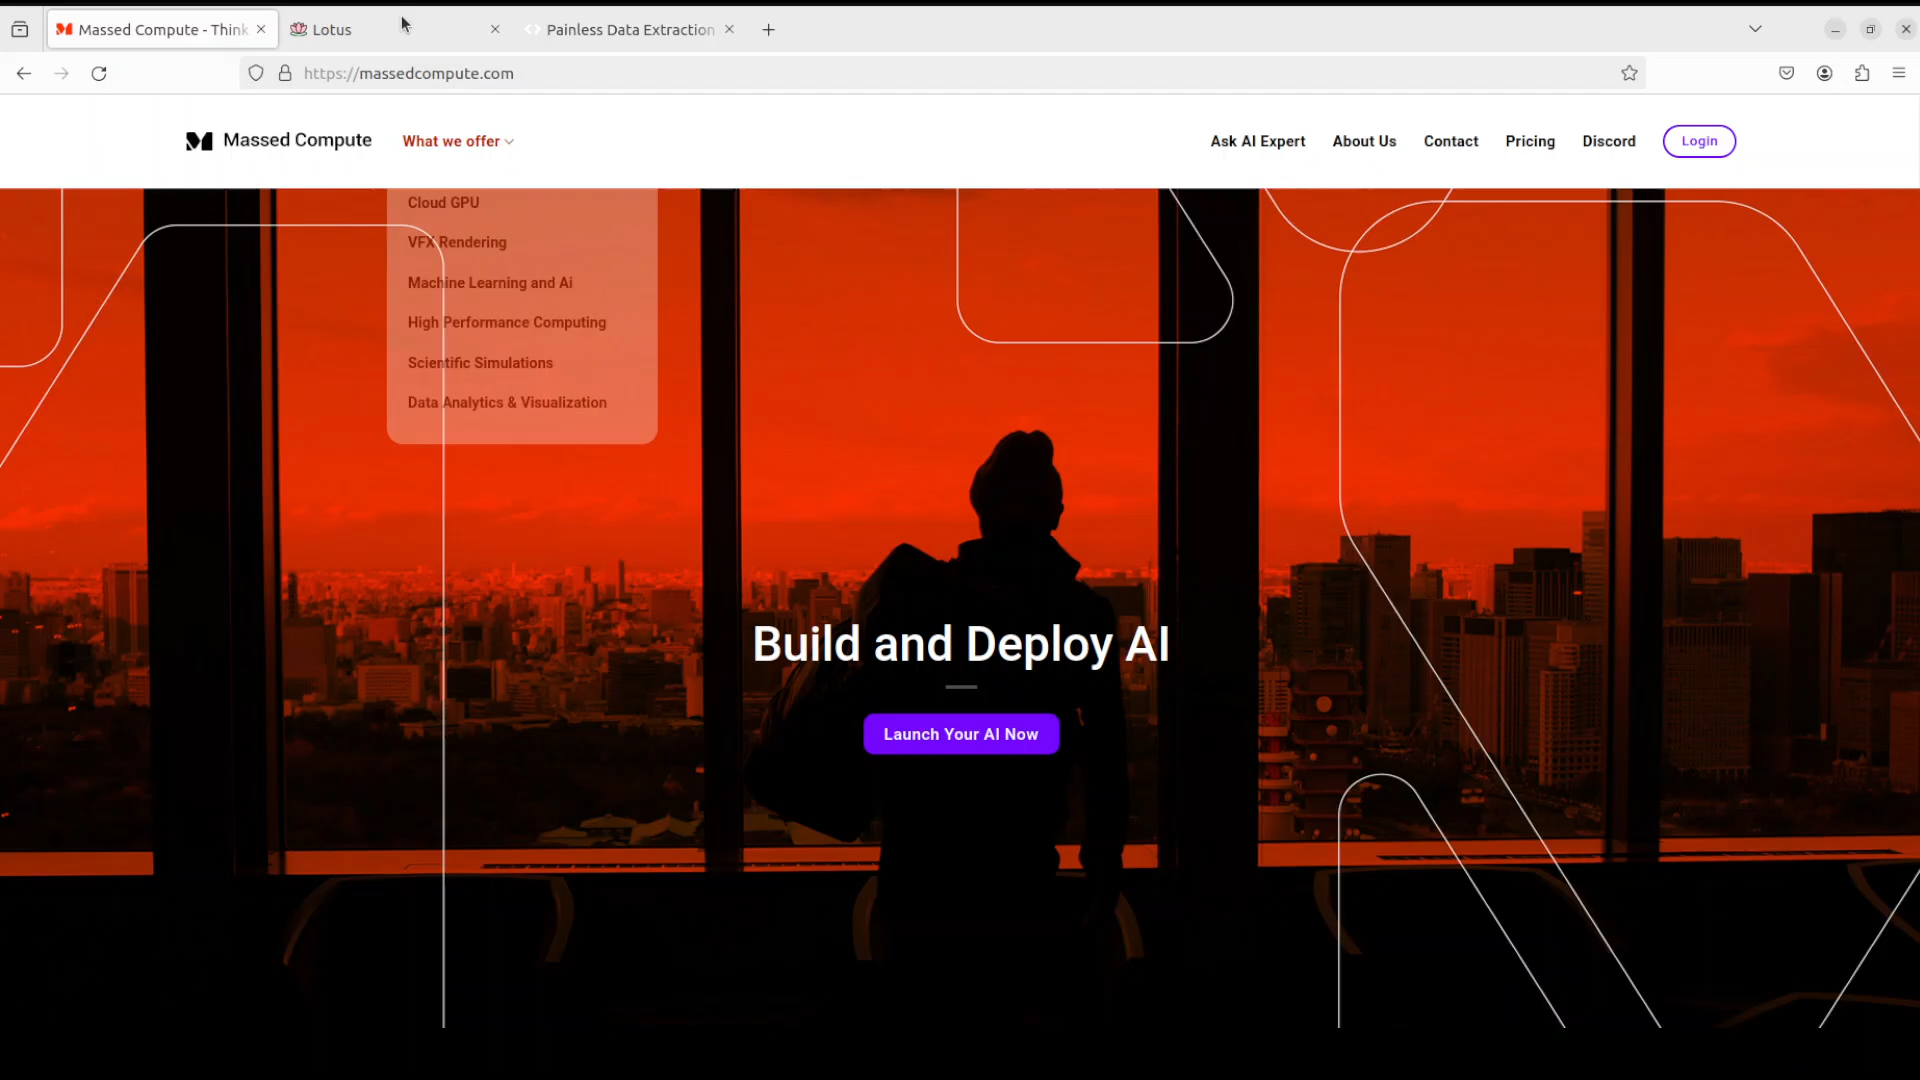 Massed Compute - Think
Lotus
Painless Data Extraction
https://massedcompute.com
Massed Compute
What we offer
Ask AI Expert
About Us
Contact
Pricing
Discord
Login
Cloud GPU
VFX Rendering
Machine Learning and Ai
High Performance Computing
Scientific Simulations
Data Analytics & Visualization
Build and Deploy AI
Launch Your AI Now